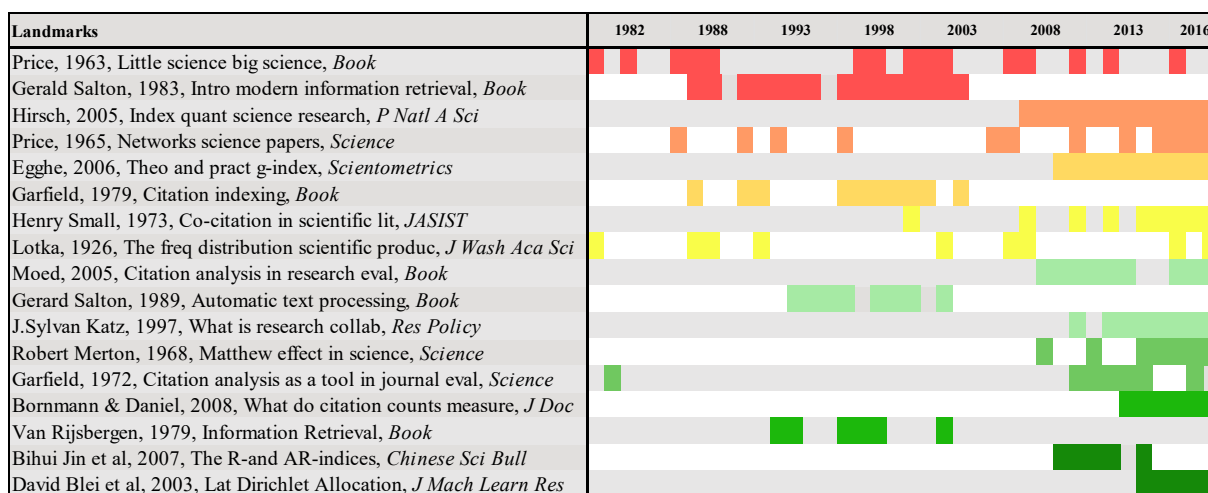 Landmarks 1982 1988 1993 1998 2003 2008 2013 2016
Price, 1963, Little science big science, Book
Gerald Salton, 1983, Intro modern information retrieval, Book
Hirsch, 2005, Index quant science research, P Natl A Sci
Price, 1965, Networks science papers, Science
Egghe, 2006, Theo and pract g-index, Scientometrics
Garfield, 1979, Citation indexing, Book
Henry Small, 1973, Co-citation in scientific lit, JASIST
Lotka, 1926, The freq distribution scientific produc, J Wash Aca Sci
Moed, 2005, Citation analysis in research eval, Book
Gerard Salton, 1989, Automatic text processing, Book
J.Sylvan Katz, 1997, What is research collab, Res Policy
Robert Merton, 1968, Matthew effect in science, Science
Garfield, 1972, Citation analysis as a tool in journal eval, Science
Bornmann & Daniel, 2008, What do citation counts measure, J Doc
Van Rijsbergen, 1979, Information Retrieval, Book
Bihui Jin et al, 2007, The R-and AR-indices, Chinese Sci Bull
David Blei et al, 2003, Lat Dirichlet Allocation, J Mach Learn Res